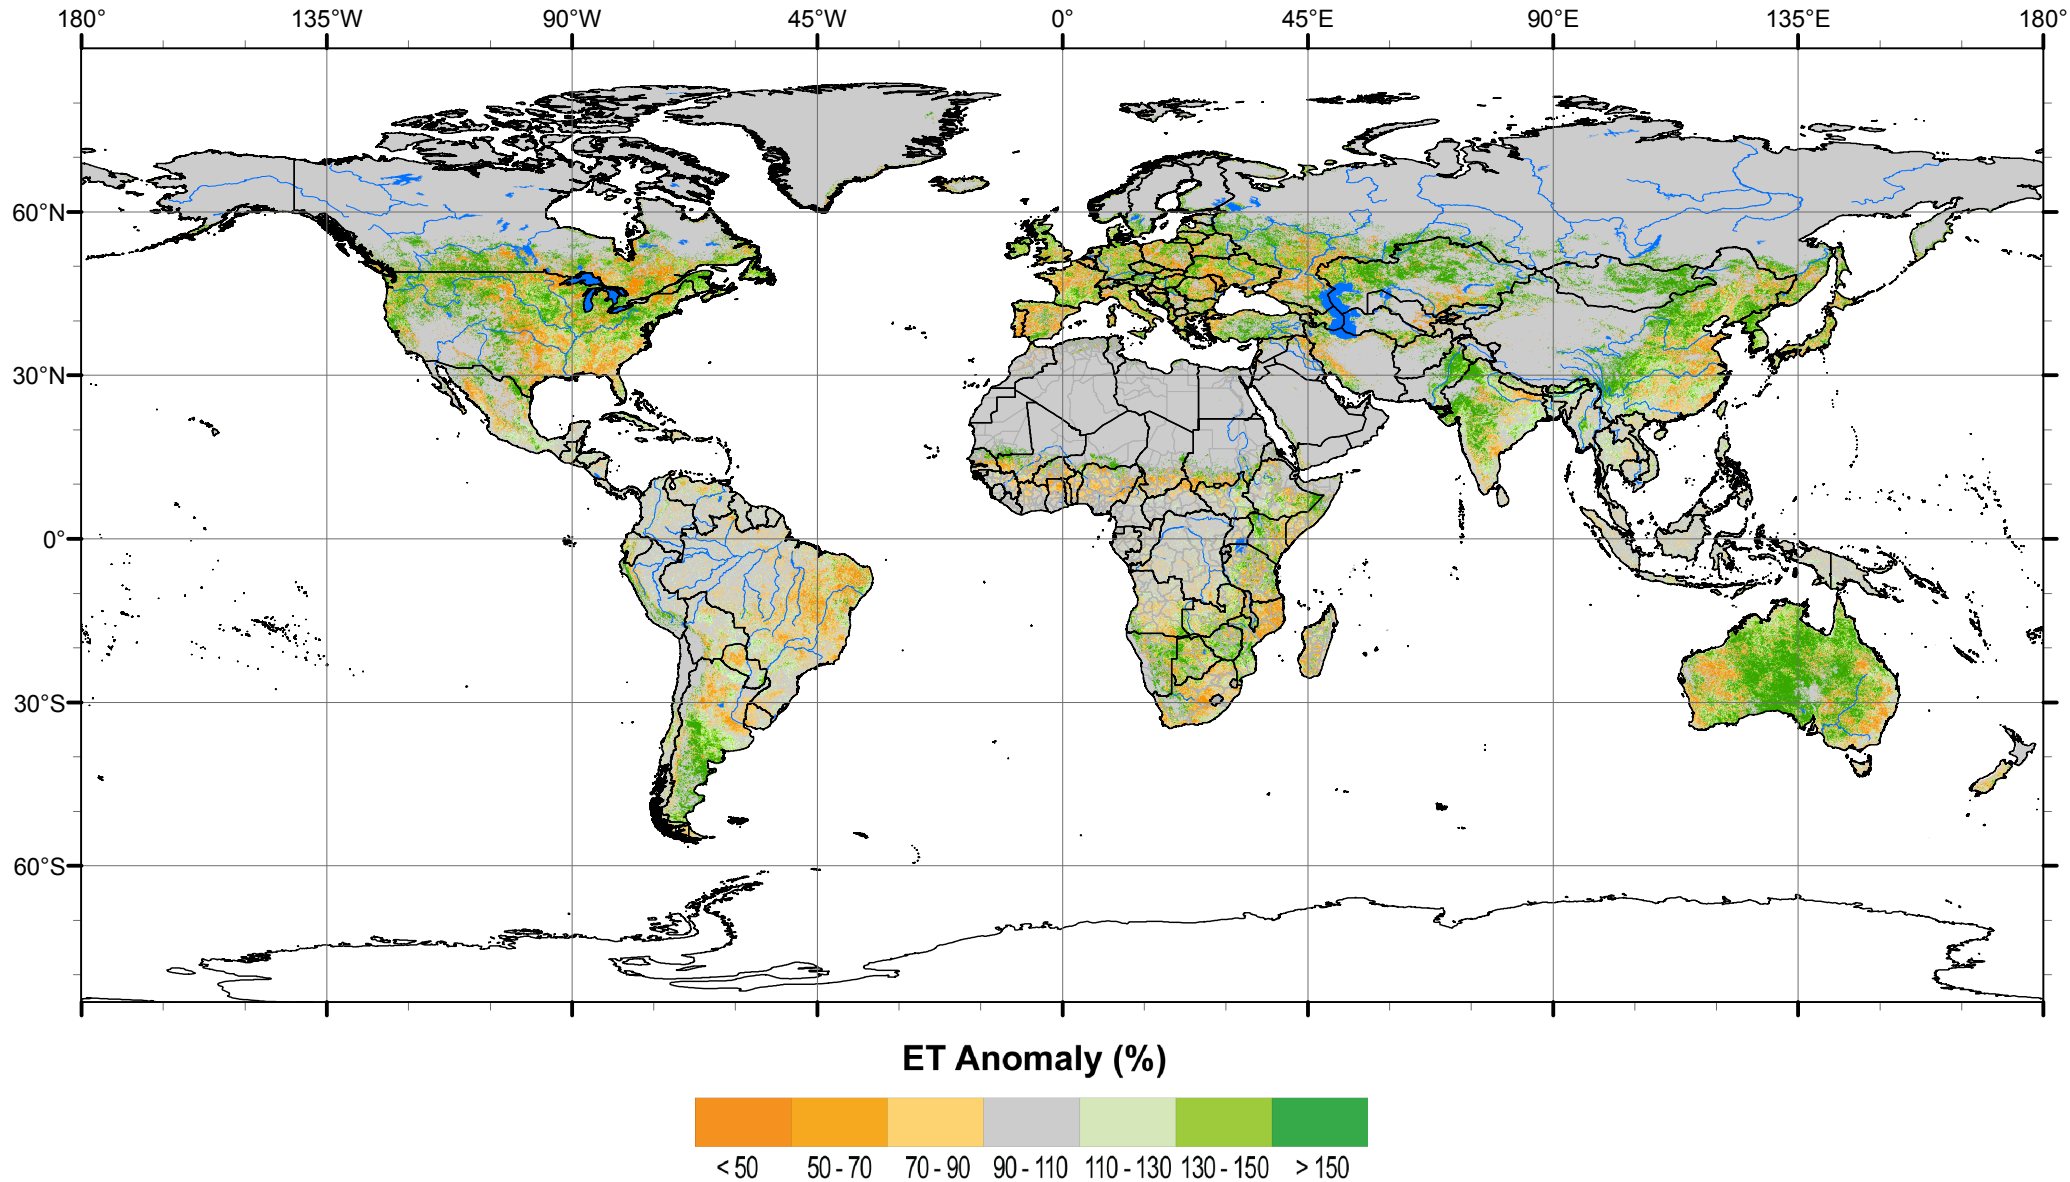 180° 135°W 90°W 45°W 0° 45°E 90°E 135°E 180°
60°N
30°N
0°
30°S
60°S
ET Anomaly (%)
< 50 50 - 70 70 - 90 90 - 110 110 - 130 130 - 150 > 150